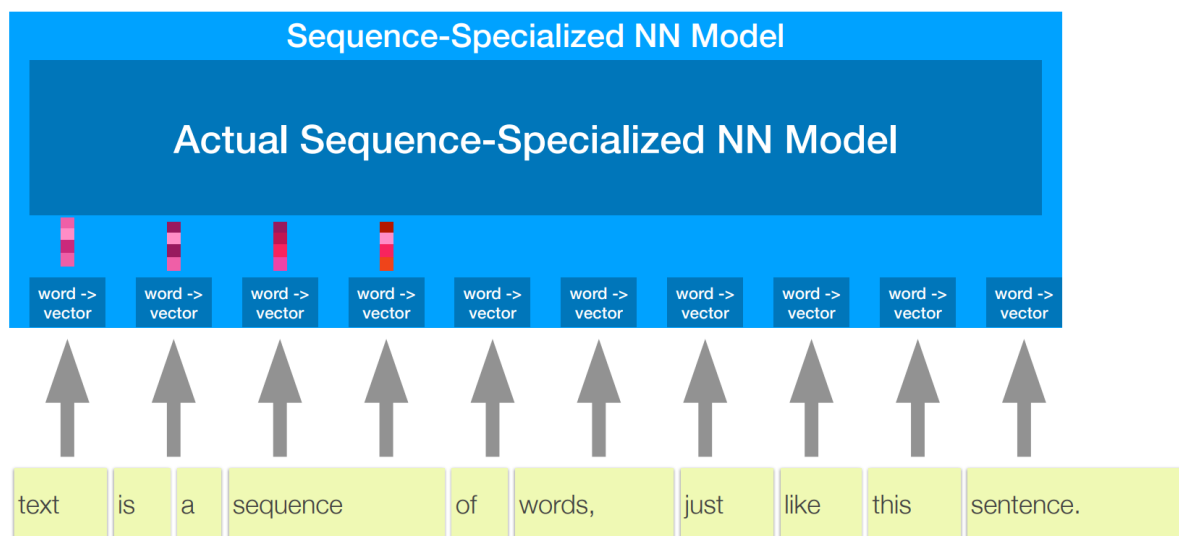 Sequence-Specialized NN Model
Actual Sequence-Specialized NN Model
word -> word -> word -> word -> word -> word -> word -> word -> word -> word ->
vector vector vector vector vector vector vector vector vector vector
text is a sequence of words, just like this sentence.